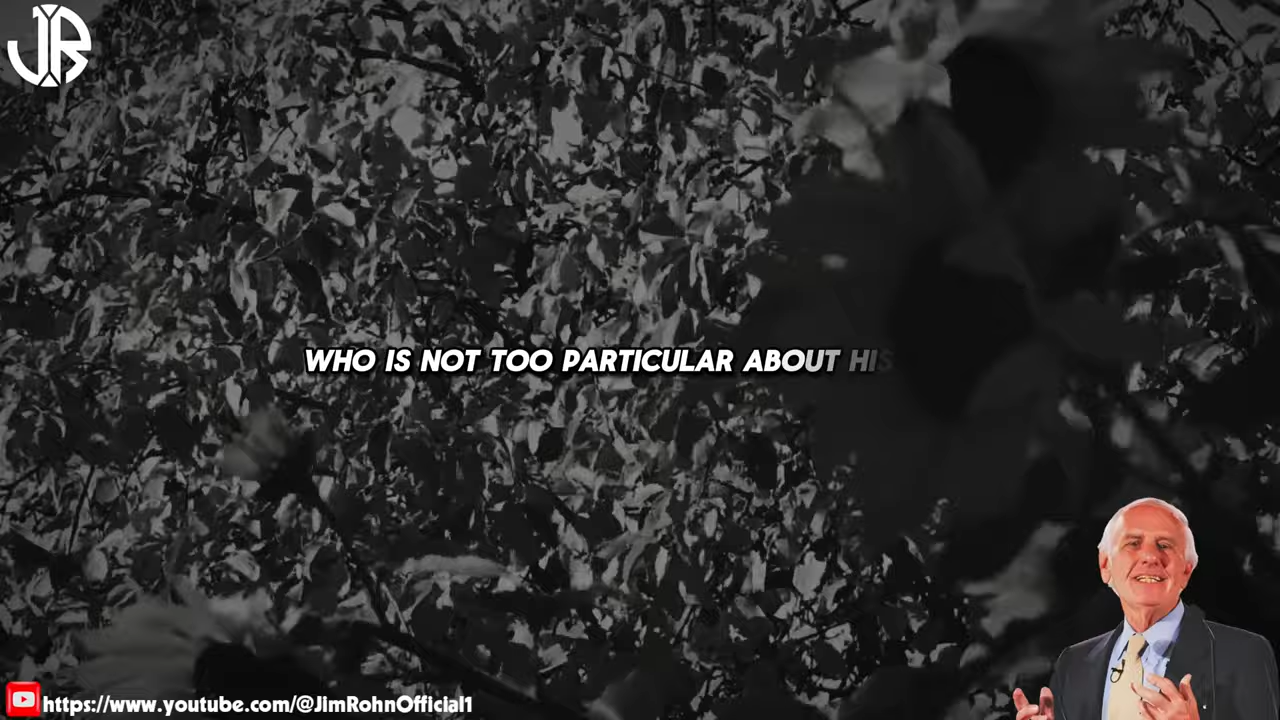 JR
WHO IS NOT TOO PARTICULAR ABOUT HIS
https://www.youtube.com/@JimRohnOfficial1